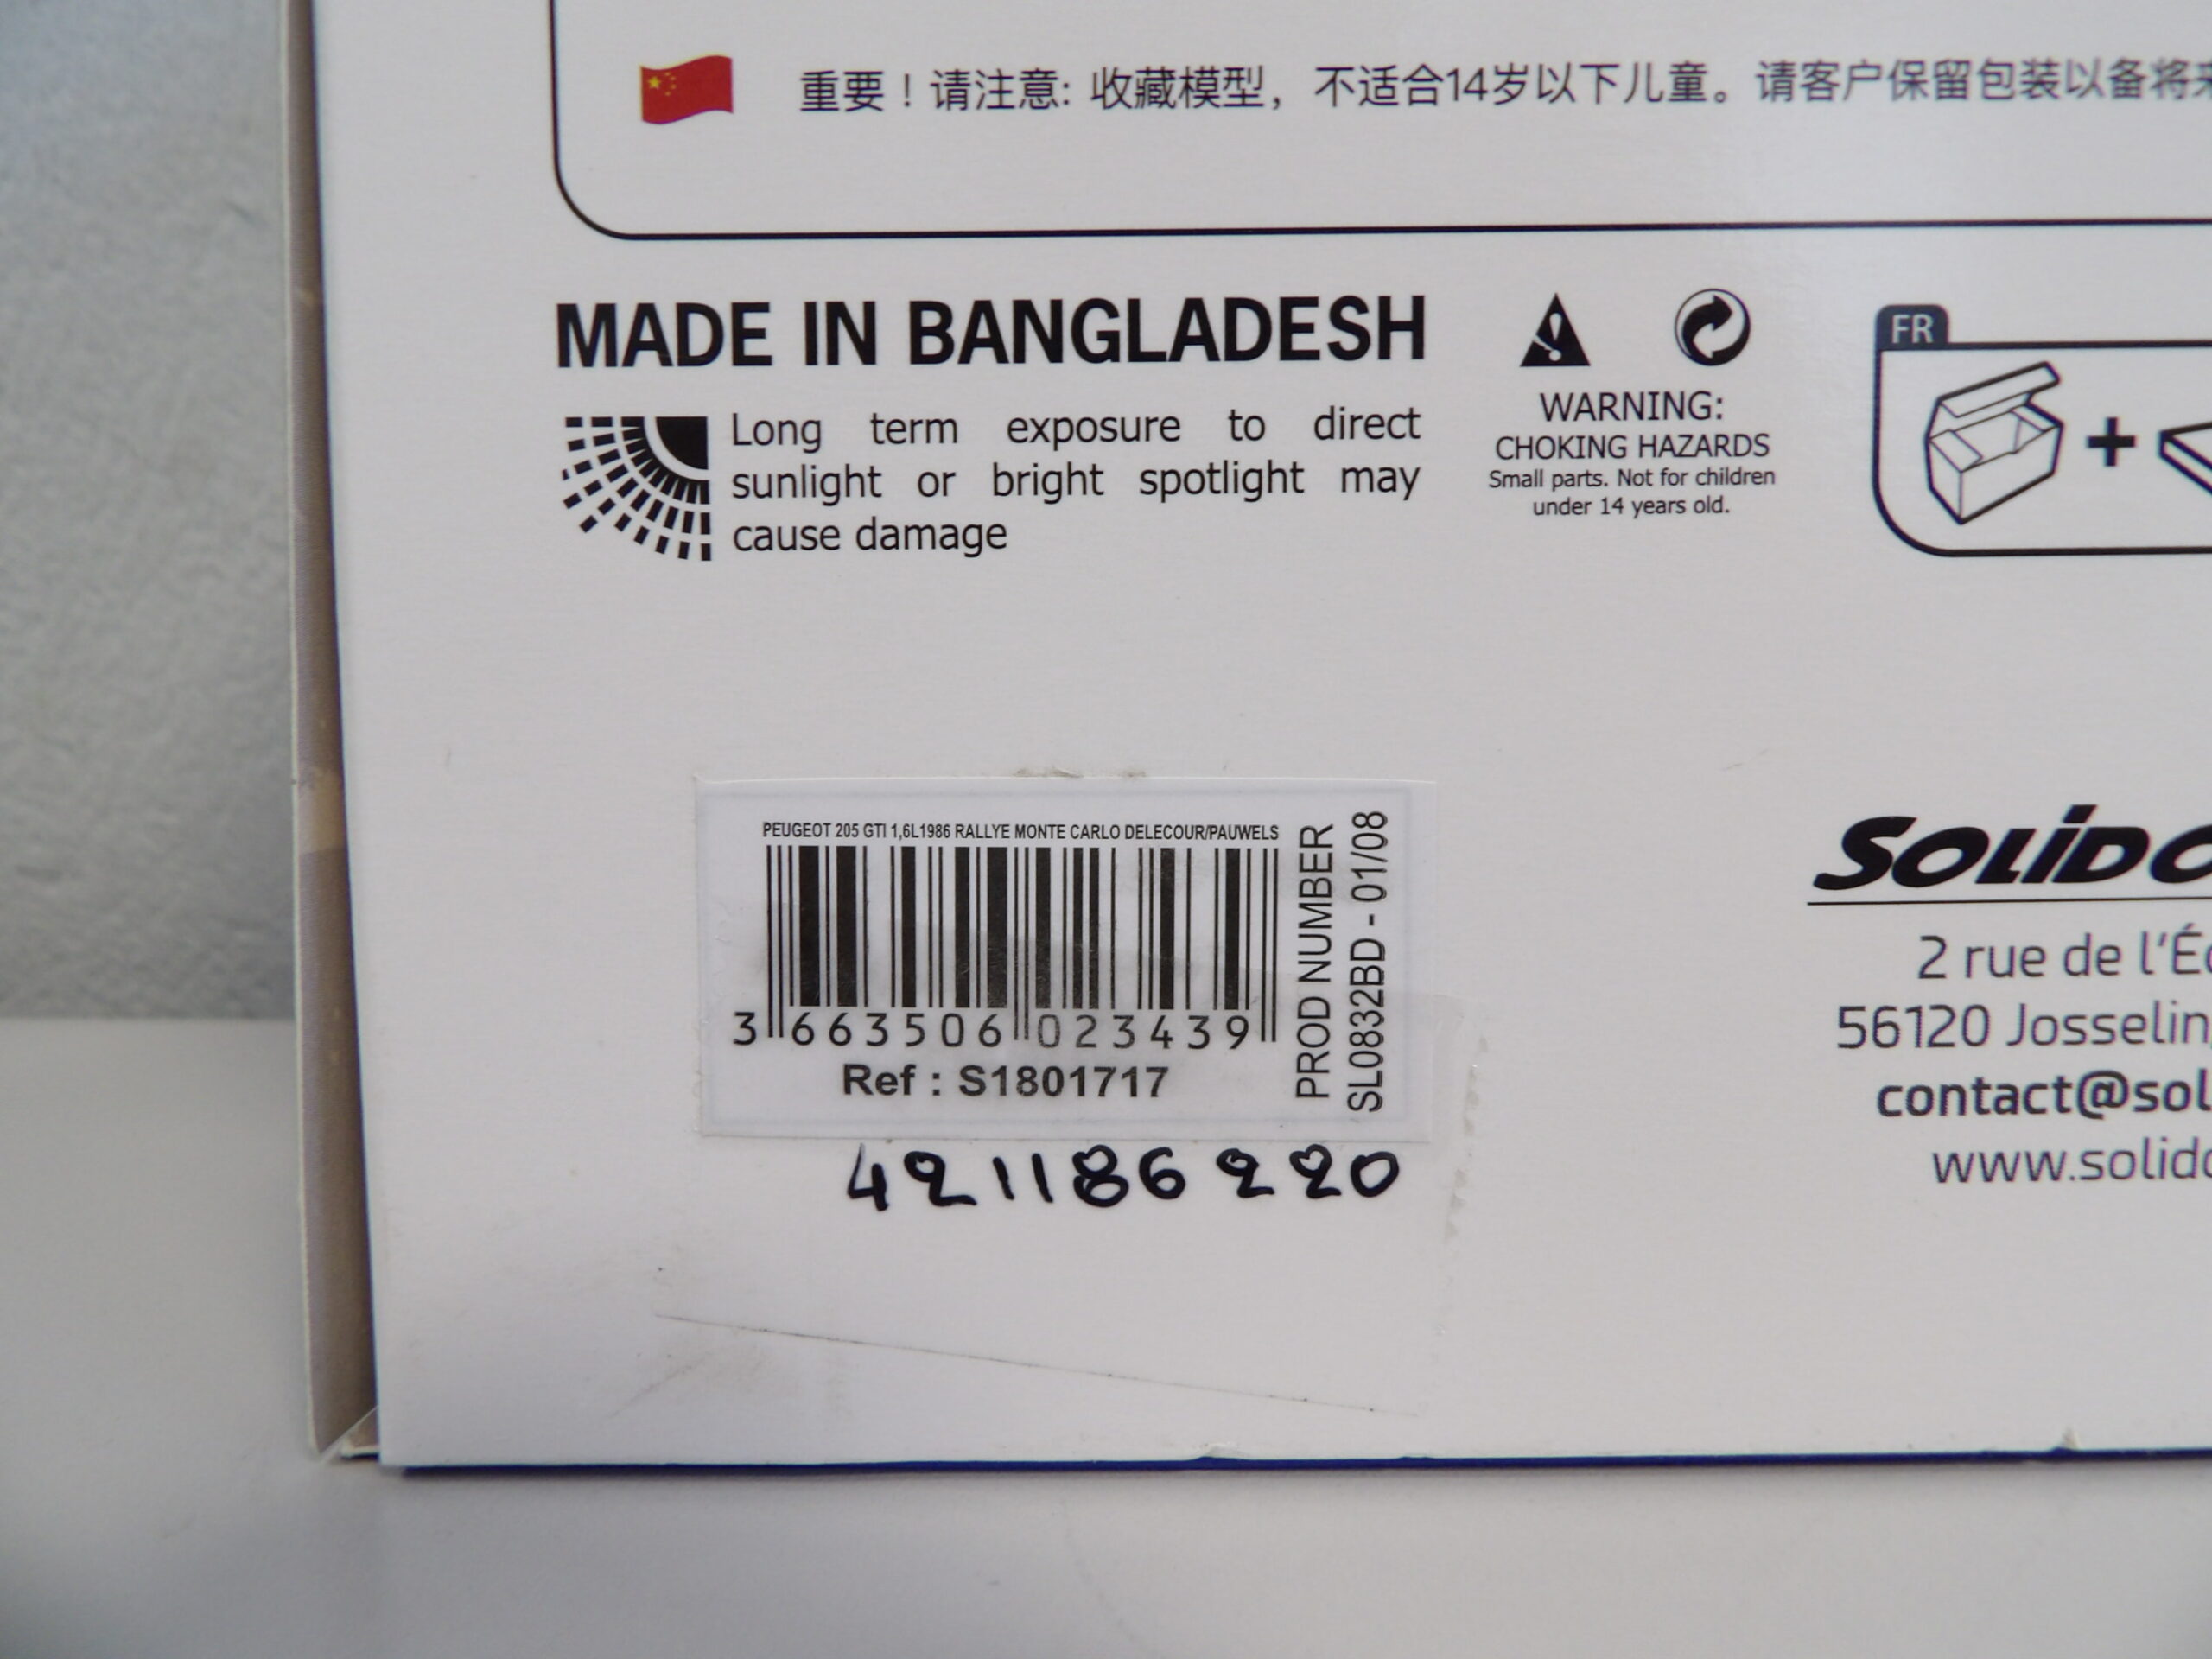 重要！请注意: 收藏模型，不适合14岁以下儿童。请客户保留包装以备将
MADE IN BANGLADESH
Long term exposure to direct
sunlight or bright spotlight may
cause damage
WARNING:
CHOKING HAZARDS
Small parts. Not for children
under 14 years old.
FR
+
PEUGEOT 205 GTI 1,6L1986 RALLYE MONTE CARLO DELECOUR/PAUWELS
3 663506 023439
Ref : S1801717
PROD NUMBER
SL0832BD - 01/08
421186220
SOLIDO
2 rue de l'Éc
56120 Josselin,
contact@sol
www.solido